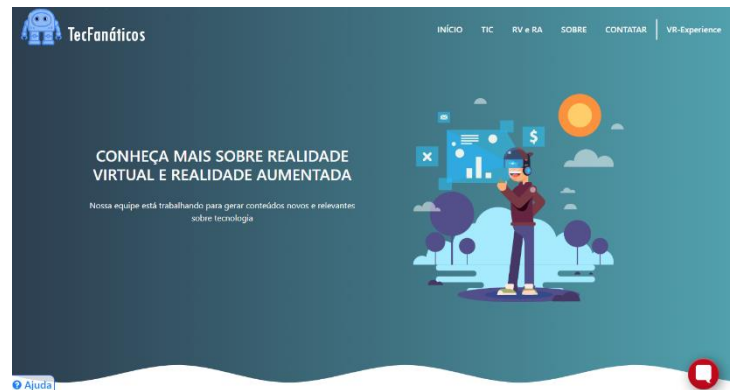 TecFanáticos
INÍCIO TIC RV e RA SOBRE CONTATAR VR-Experience
CONHEÇA MAIS SOBRE REALIDADE
VIRTUAL E REALIDADE AUMENTADA
Nossa equipe está trabalhando para gerar conteúdos novos e relevantes
sobre tecnologia
$
Ajuda